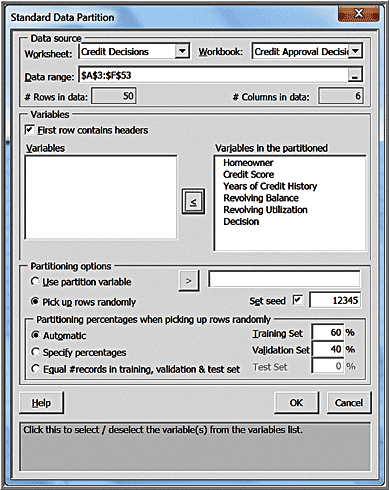 Standard Data Partition
Data source
Worksheet: Credit Decisions Workbook: Credit Approval Decisi
Data range: $A$3:$F$53
# Rows in data: 50 # Columns in data: 6
Variables
First row contains headers
Variables Variables in the partitioned
Homeowner
Credit Score
Years of Credit History
Revolving Balance
Revolving Utilization
Decision
<
Partitioning options
Use partition variable >
Pick up rows randomly Set seed 12345
Partitioning percentages when picking up rows randomly
Automatic Training Set 60 %
Specify percentages Validation Set 40 %
Equal #records in training, validation & test set Test Set 0 %
Help OK Cancel
Click this to select / deselect the variable(s) from the variables list.